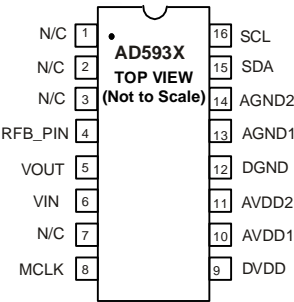 N/C 1 16 SCL
AD593X
N/C 2 TOP VIEW 15 SDA
N/C 3 (Not to Scale) 14 AGND2
RFB_PIN 4 13 AGND1
VOUT 5 12 DGND
VIN 6 11 AVDD2
N/C 7 10 AVDD1
MCLK 8 9 DVDD